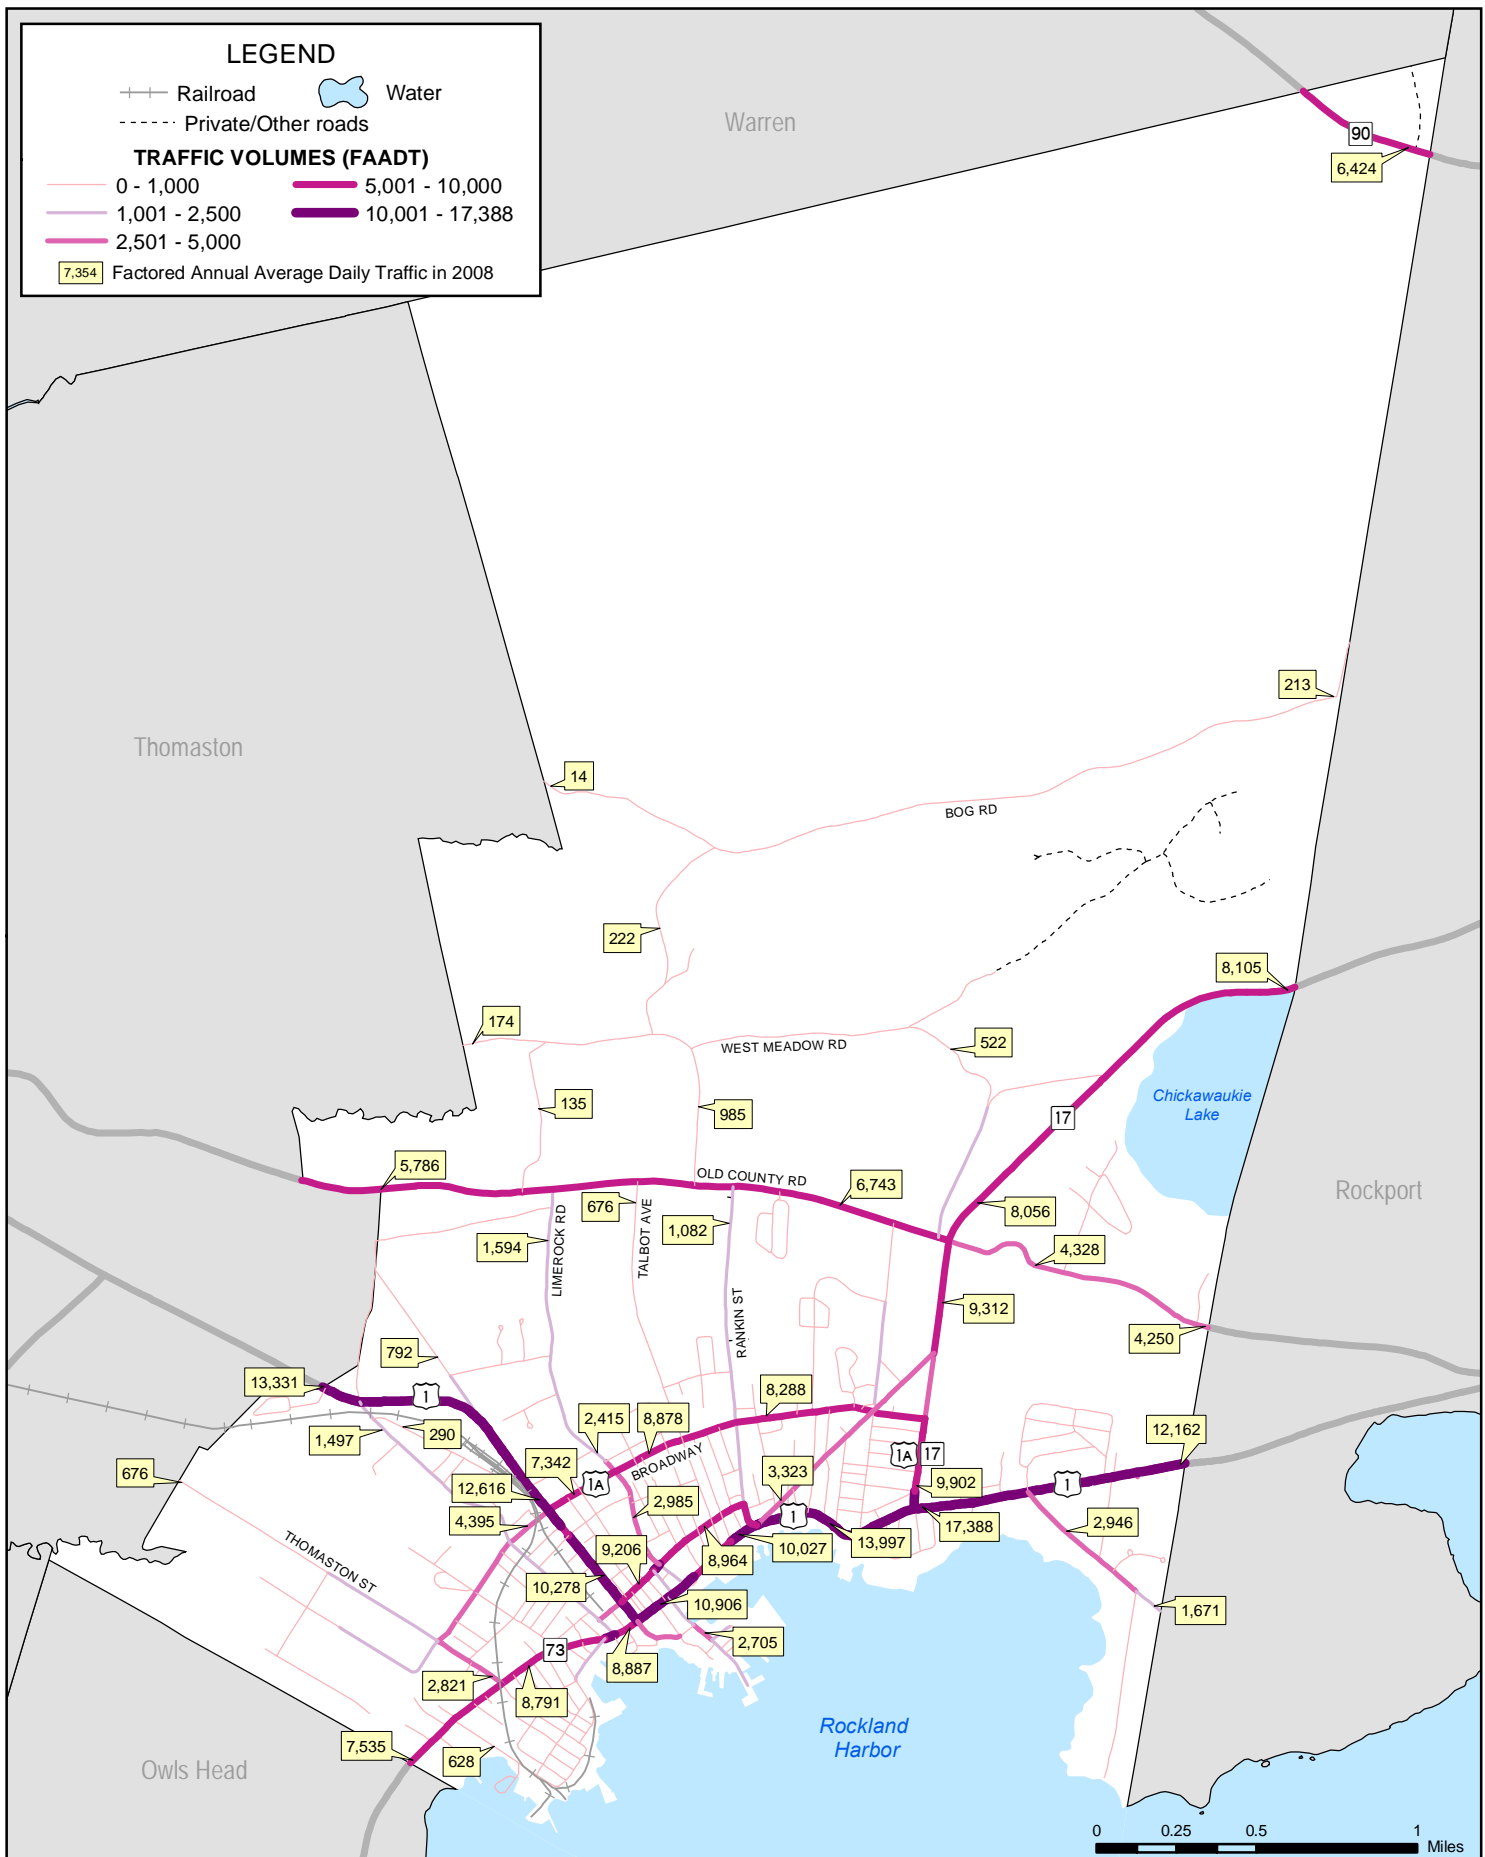 LEGEND
Railroad
Water
Private/Other roads
TRAFFIC VOLUMES (FAADT)
0 - 1,000
5,001 - 10,000
1,001 - 2,500
10,001 - 17,388
2,501 - 5,000
7,354 Factored Annual Average Daily Traffic in 2008
Warren
90
6,424
213
Thomaston
14
BOG RD
222
8,105
174
WEST MEADOW RD
522
135
985
17
Chickawaukie
Lake
5,786
OLD COUNTY RD
6,743
Rockport
676
TALBOT AVE
1,082
8,056
1,594
LIMEROCK RD
4,328
9,312
RANKIN ST
4,250
792
13,331
1
8,288
2,415
8,878
12,162
1,497
290
BROADWAY
1A
17
676
7,342
1A
3,323
9,902
1
12,616
2,985
1
17,388
2,946
4,395
THOMASTON ST
9,206
8,964
10,027
13,997
10,278
10,906
1,671
73
2,705
8,887
2,821
8,791
7,535
628
Rockland
Harbor
Owls Head
0
0.25
0.5
1
Miles